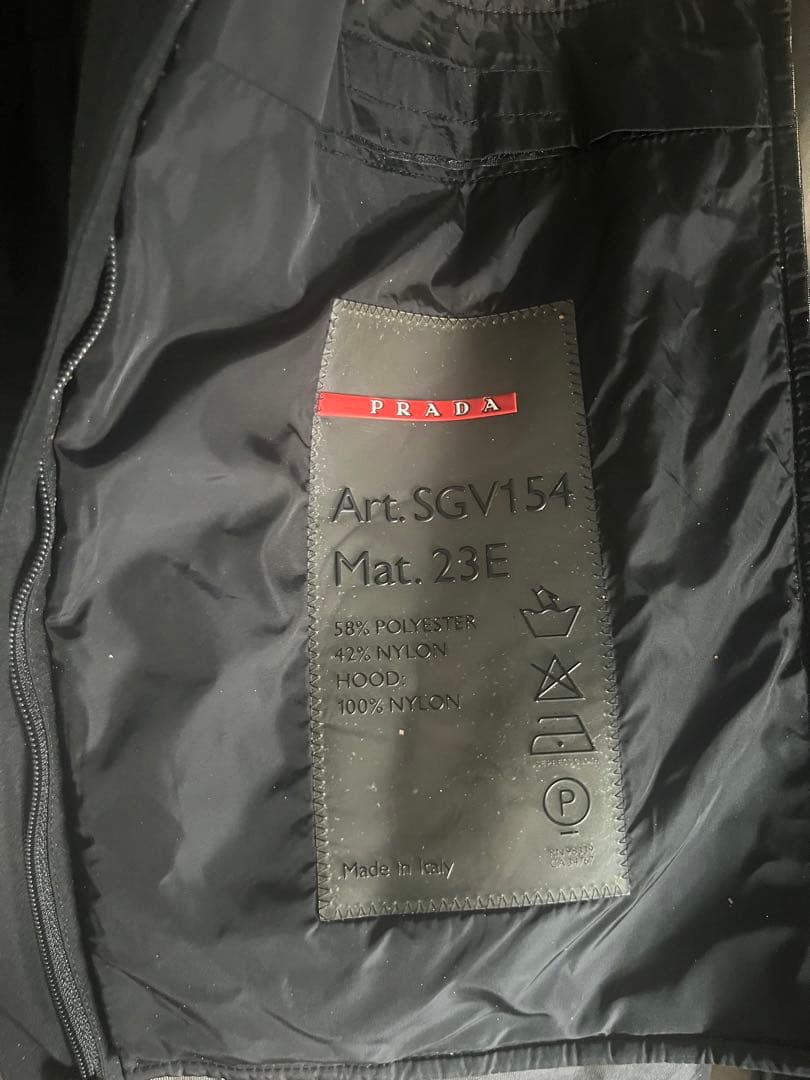 PRADA
Art. SGV154
Mat. 23E
58% POLYESTER
42% NYLON
HOOD:
100% NYLON
P
Made in Italy